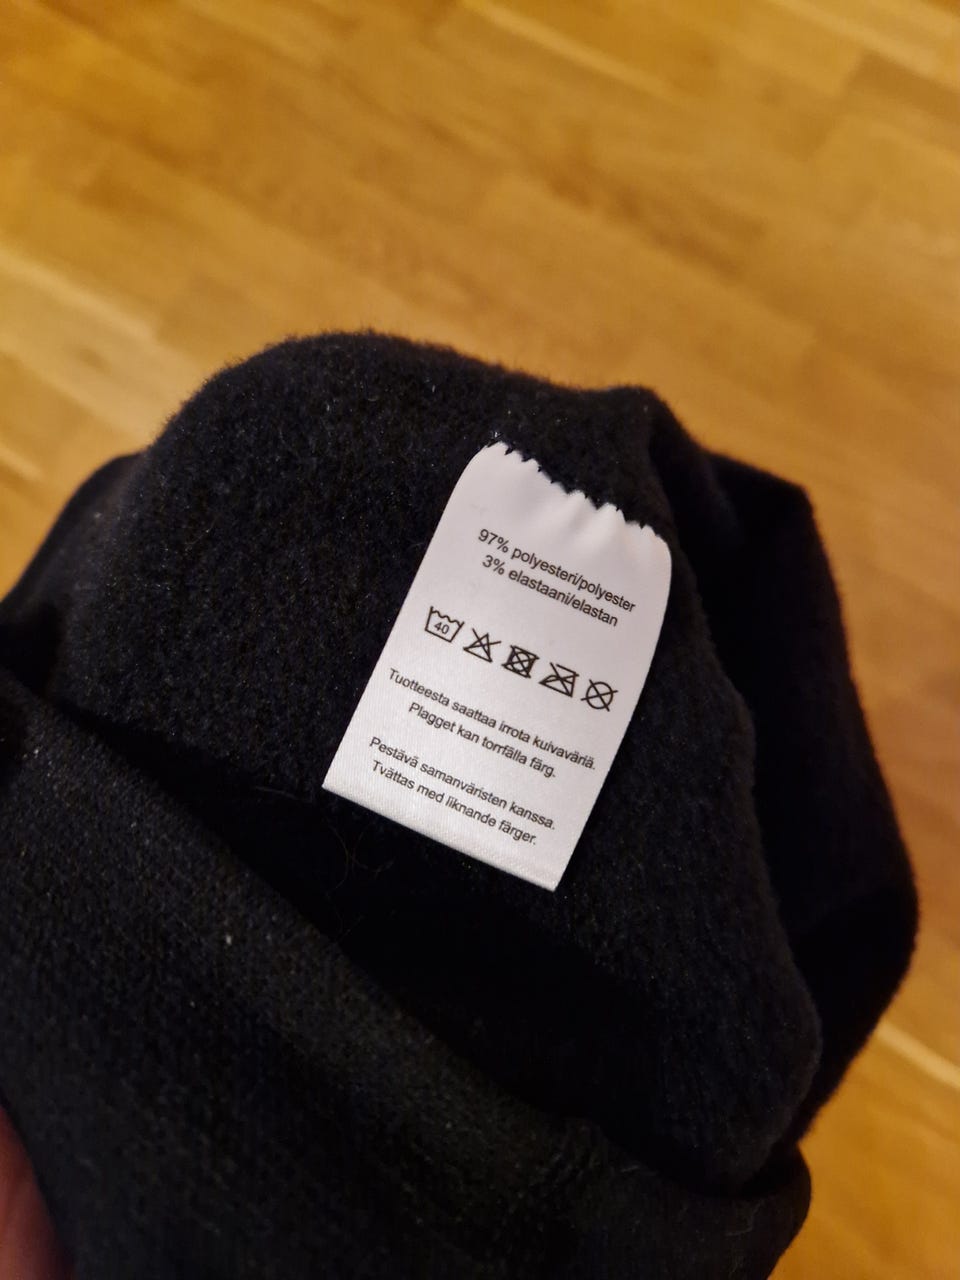 97% polyesteri/polyester
3% elastaani/elastan
40
Tuotteesta saattaa irrota kuivaväriä.
Plagget kan torrfälla färg.
Pestävä samanväristen kanssa.
Tvättas med liknande färger.